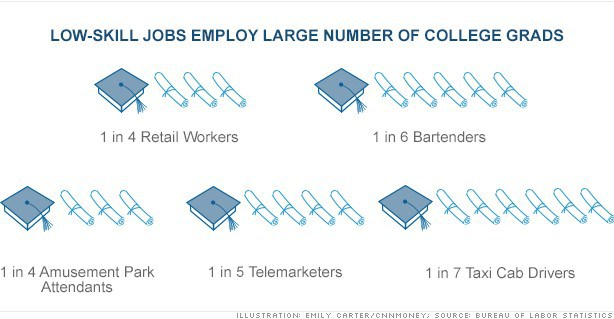 LOW-SKILL JOBS EMPLOY LARGE NUMBER OF COLLEGE GRADS
1 in 4 Retail Workers
1 in 6 Bartenders
1 in 4 Amusement Park
Attendants
1 in 5 Telemarketers
1 in 7 Taxi Cab Drivers
ILLUSTRATION: EMILY CARTER/CNNMONEY; SOURCE: BUREAU OF LABOR STATISTICS